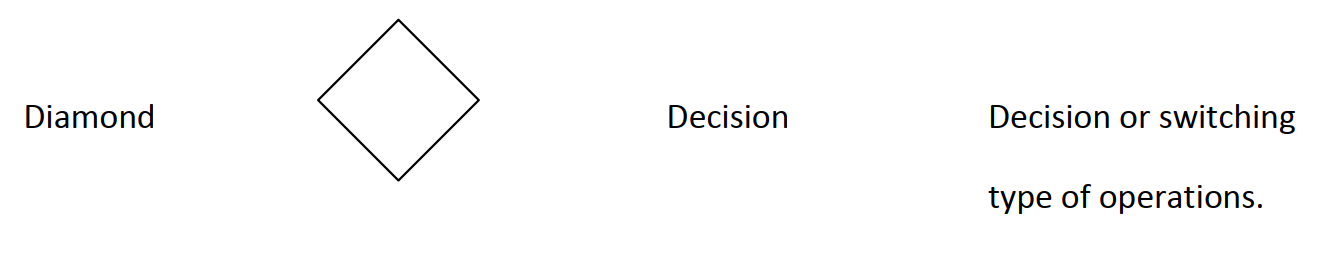 Diamond Decision Decision or switching
type of operations.